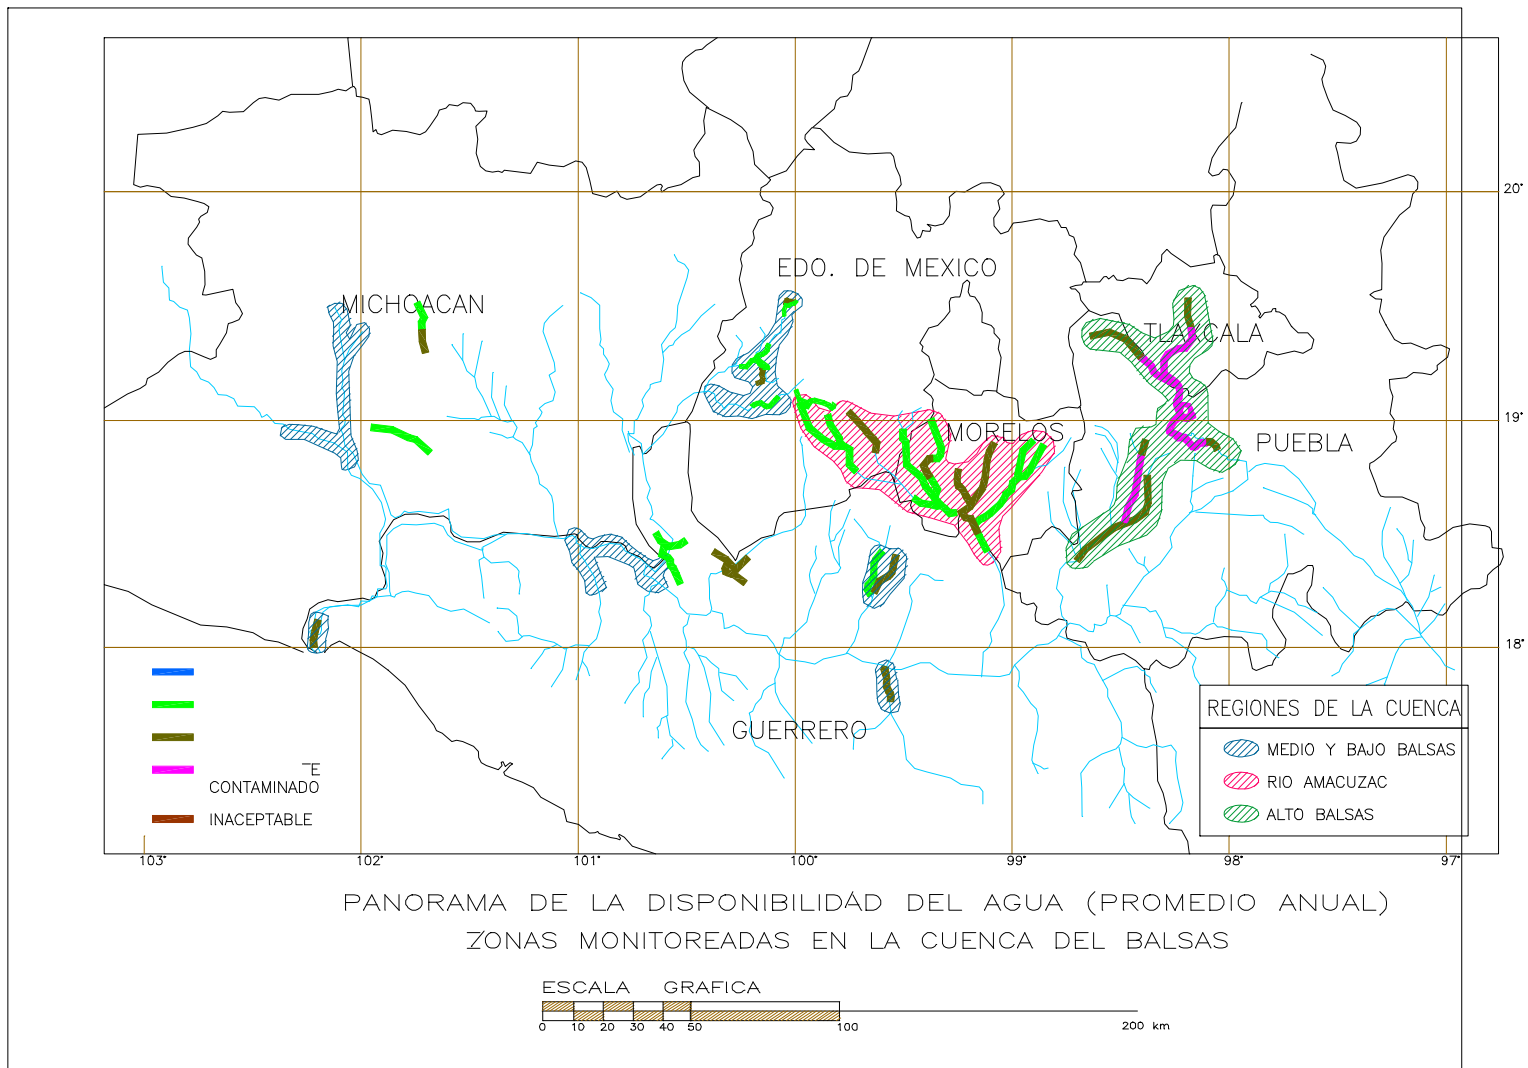 EDO. DE MEXICO
MICHOACAN
TLAXCALA
MORELOS
PUEBLA
GUERRERO
20°
19°
18°
CONTAMINADO
INACEPTABLE
REGIONES DE LA CUENCA
MEDIO Y BAJO BALSAS
RIO AMACUZAC
ALTO BALSAS
103° 102° 101° 100° 99° 98° 97°
PANORAMA DE LA DISPONIBILIDAD DEL AGUA (PROMEDIO ANUAL)
ZONAS MONITOREADAS EN LA CUENCA DEL BALSAS
ESCALA GRAFICA
0 10 20 30 40 50 100 200 km